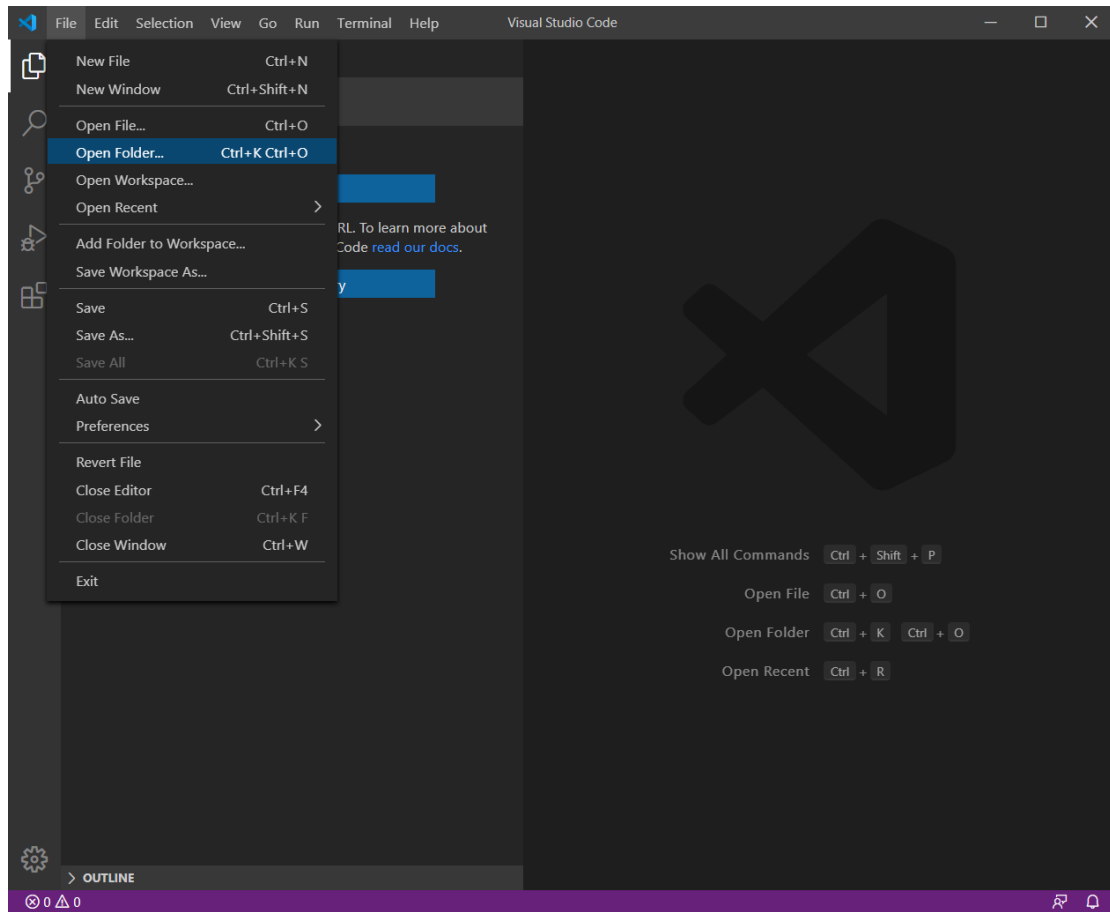 File Edit Selection View Go Run Terminal Help Visual Studio Code
New File Ctrl+N
New Window Ctrl+Shift+N
Open File... Ctrl+O
Open Folder... Ctrl+K Ctrl+O
Open Workspace...
Open Recent
Add Folder to Workspace...
Save Workspace As...
Save Ctrl+S
Save As... Ctrl+Shift+S
Save All Ctrl+K S
Auto Save
Preferences
Revert File
Close Editor Ctrl+F4
Close Folder Ctrl+K F
Close Window Ctrl+W
Exit
RL. To learn more about
Code read our docs.
y
Show All Commands Ctrl + Shift + P
Open File Ctrl + O
Open Folder Ctrl + K Ctrl + O
Open Recent Ctrl + R
OUTLINE
0 0